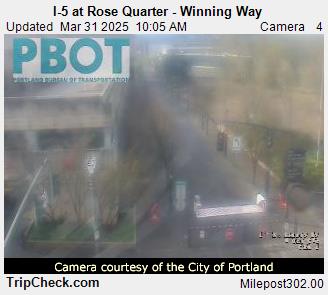 I-5 at Rose Quarter - Winning Way
Updated Mar 31 2025 10:05 AM Camera 4
PBOT
PORTLAND BUREAU OF TRANSPORTATION
Camera courtesy of the City of Portland
TripCheck.com Milepost302.00